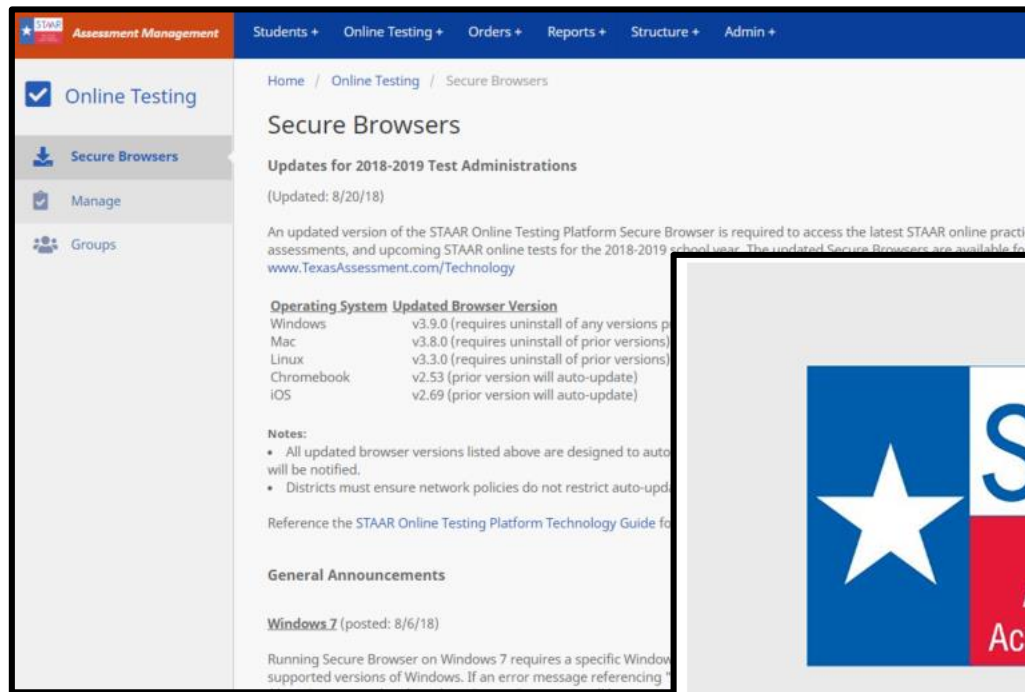 STAAR
Assessment Management
Students + Online Testing + Orders + Reports + Structure + Admin +
Online Testing
Secure Browsers
Manage
Groups
Home / Online Testing / Secure Browsers
Secure Browsers
Updates for 2018-2019 Test Administrations
(Updated: 8/20/18)
An updated version of the STAAR Online Testing Platform Secure Browser is required to access the latest STAAR online practi
assessments, and upcoming STAAR online tests for the 2018-2019 school year. The updated Secure Browsers are available fo
www.TexasAssessment.com/Technology
Operating System Updated Browser Version
Windows v3.9.0 (requires uninstall of any versions p
Mac v3.8.0 (requires uninstall of prior versions)
Linux v3.3.0 (requires uninstall of prior versions)
Chromebook v2.53 (prior version will auto-update)
iOS v2.69 (prior version will auto-update)
Notes:
• All updated browser versions listed above are designed to auto
will be notified.
• Districts must ensure network policies do not restrict auto-upda
Reference the STAAR Online Testing Platform Technology Guide fo
General Announcements
Windows 7 (posted: 8/6/18)
Running Secure Browser on Windows 7 requires a specific Window
supported versions of Windows. If an error message referencing "
S
Ac